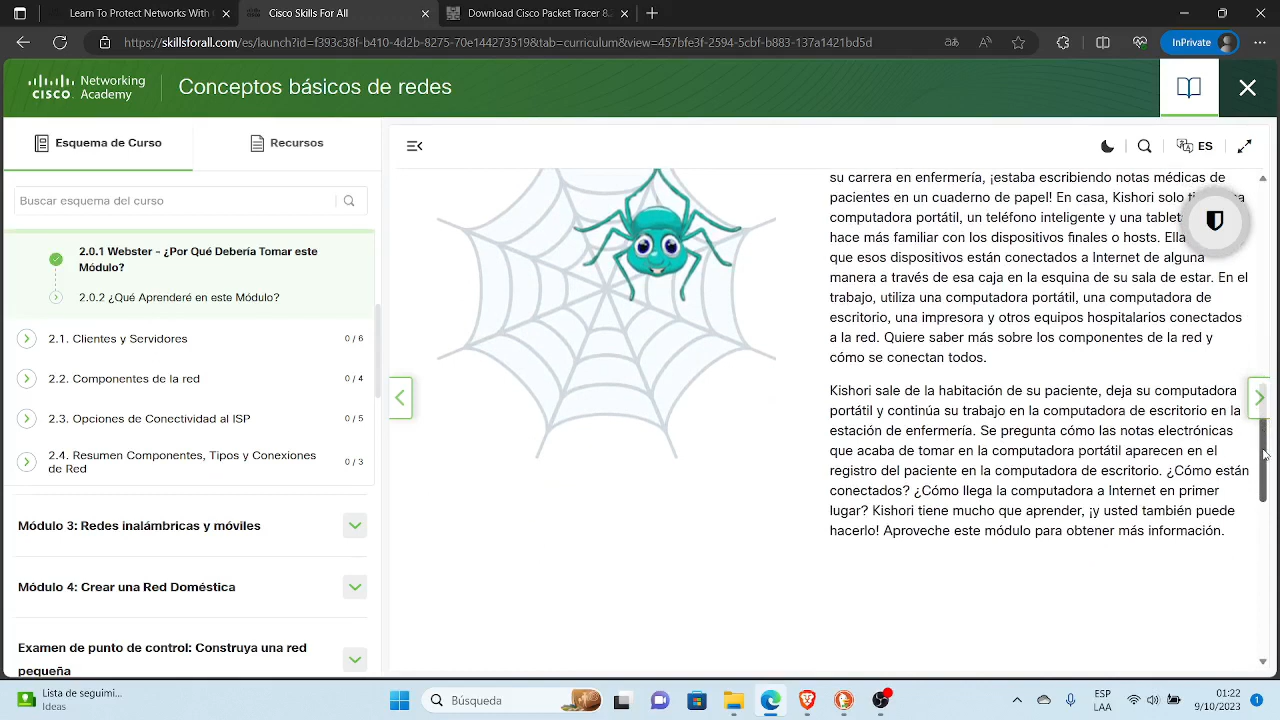 Learn To Protect Networks With
Cisco Skills For All
Download Cisco Packet Tracer 8.
https://skillsforall.com/es/launch?id=f393c38f-b410-4d2b-8275-70e144273519&tab=curriculum&view=457bfe3f-2594-5cbf-b883-137a1421bd5d
InPrivate
CISCO
Networking
Academy
Conceptos básicos de redes
Esquema de Curso
Recursos
ES
Buscar esquema del curso
2.0.1 Webster - ¿Por Qué Debería Tomar este
Módulo?
2.0.2 ¿Qué Aprenderé en este Módulo?
2.1. Clientes y Servidores
0 / 6
2.2. Componentes de la red
0 / 4
2.3. Opciones de Conectividad al ISP
0 / 5
2.4. Resumen Componentes, Tipos y Conexiones
de Red
0 / 3
Módulo 3: Redes inalámbricas y móviles
Módulo 4: Crear una Red Doméstica
Examen de punto de control: Construya una red
pequeña
su carrera en enfermería, ¡estaba escribiendo notas médicas de
pacientes en un cuaderno de papel! En casa, Kishori solo
computadora portátil, un teléfono inteligente y una tablet
hace más familiar con los dispositivos finales o hosts. Ella
que esos dispositivos están conectados a Internet de alguna
manera a través de esa caja en la esquina de su sala de estar. En el
trabajo, utiliza una computadora portátil, una computadora de
escritorio, una impresora y otros equipos hospitalarios conectados
a la red. Quiere saber más sobre los componentes de la red y
cómo se conectan todos.
Kishori sale de la habitación de su paciente, deja su computadora
portátil y continúa su trabajo en la computadora de escritorio en la
estación de enfermería. Se pregunta cómo las notas electrónicas
que acaba de tomar en la computadora portátil aparecen en el
registro del paciente en la computadora de escritorio. ¿Cómo están
conectados? ¿Cómo llega la computadora a Internet en primer
lugar? Kishori tiene mucho que aprender, ¡y usted también puede
hacerlo! Aproveche este módulo para obtener más información.
Lista de seguimi...
Ideas
Búsqueda
ESP
LAA
01:22
9/10/2023
1